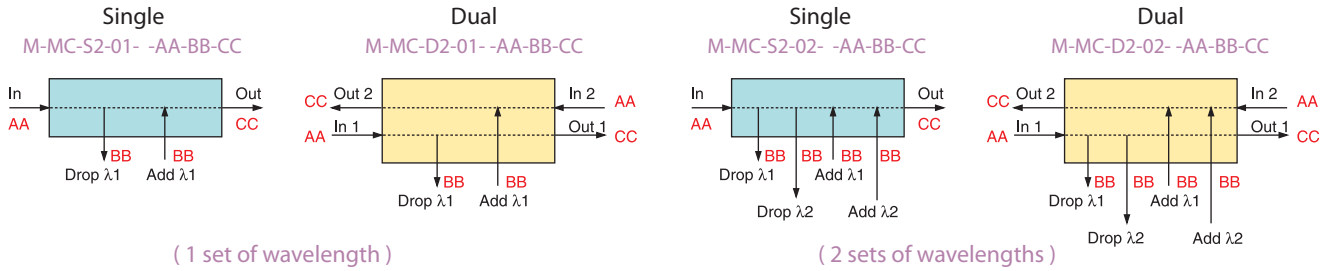 Single
M-MC-S2-01- -AA-BB-CC
In
Out
AA
CC
BB
BB
Drop λ1
Add λ1
Dual
M-MC-D2-01- -AA-BB-CC
CC
Out 2
In 2
AA
AA
In 1
Out 1
CC
BB
BB
Drop λ1
Add λ1
( 1 set of wavelength )
Single
M-MC-S2-02- -AA-BB-CC
In
Out
AA
CC
BB
BB
BB
BB
Drop λ1
Add λ1
Drop λ2
Add λ2
Dual
M-MC-D2-02- -AA-BB-CC
CC
Out 2
In 2
AA
AA
In 1
Out 1
CC
BB
BB
BB
BB
Drop λ1
Add λ1
Drop λ2
Add λ2
( 2 sets of wavelengths )